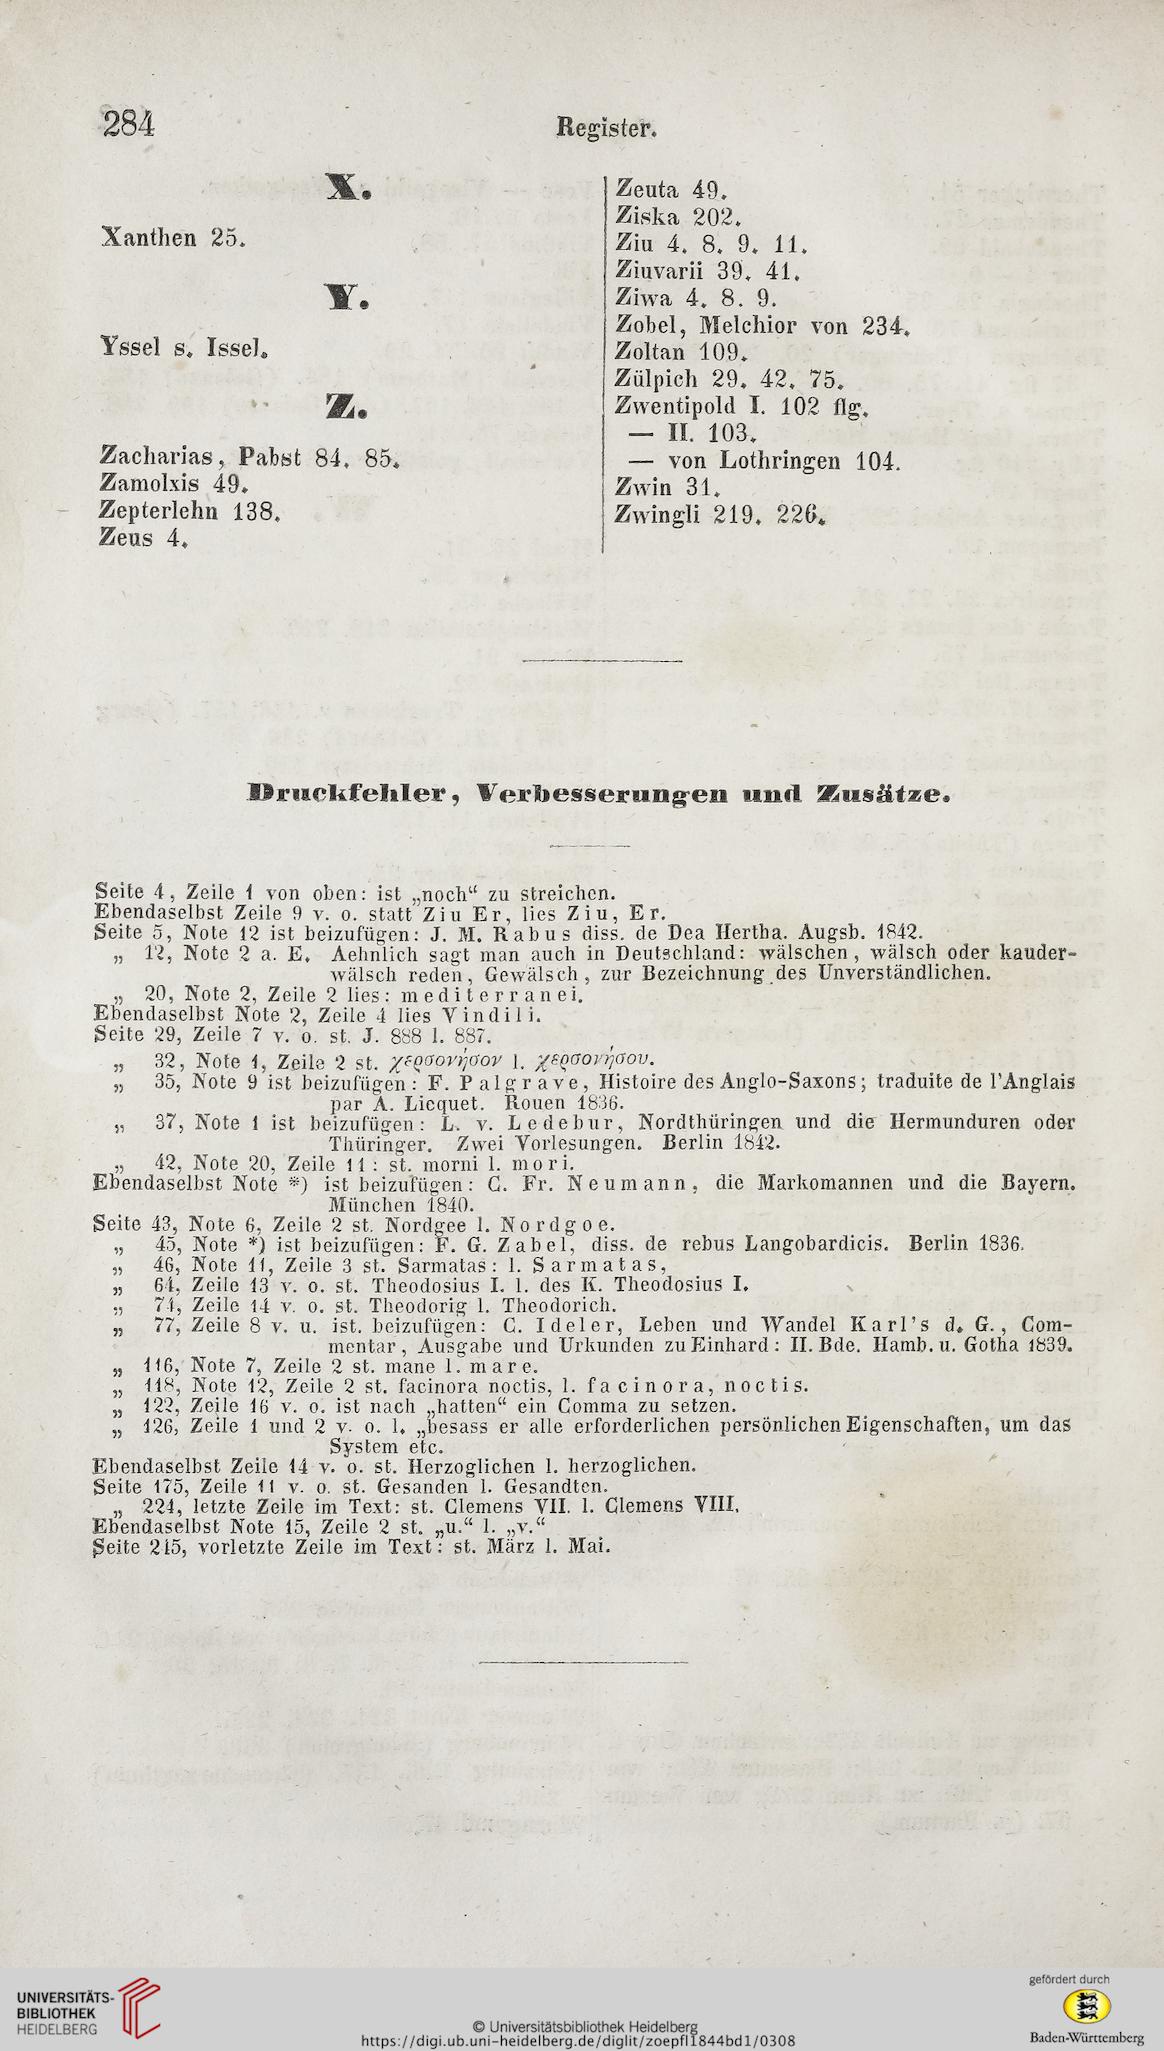 284
Register.
X.
Xanthen 25.
Y.
Yssel s. Issel.
Z.
Zacharias, Pabst 84. 85.
Zamolxis 49.
Zepterlehn 138.
Zeus 4.
Zeuta 49.
Ziska 202.
Ziu 4. 8. 9. 11.
Ziuvarii 39. 41.
Ziwa 4. 8. 9.
Zobel, Melchior von 234.
Zoltan 109.
Zülpich 29. 42. 75.
Zwentipold I. 102 flg.
— II. 103.
— von Lothringen 104.
Zwin 31.
Zwingli 219. 226.
Druckfehler, Verbesserungen und Zusätze.
Seite 4, Zeile 1 von oben: ist „noch“ zu streichen.
Ebendaselbst Zeile 9 v. o. statt Ziu Er, lies Ziu, Er.
Seite 5, Note 12 ist beizufügen: J. M. Rabus diss. de Dea Hertha. Augsb. 1842.
„ 12, Note 2 a. E. Aehnlich sagt man auch in Deutschland: wälschen, wälsch oder kauder-
wälsch reden, Gewälsch, zur Bezeichnung des Unverständlichen.
„ 20, Note 2, Zeile 2 lies: mediterranei.
Ebendaselbst Note 2, Zeile 4 lies Vindili.
Seite 29, Zeile 7 v. o. st. J. 888 l. 887.
„ 32, Note 1, Zeile 2 st. χερσονήσον l. χερσονήσου.
„ 35, Note 9 ist beizufügen: F. Palgrave, Histoire des Anglo-Saxons; traduite de l'Anglais
par A. Licquet. Rouen 1836.
„ 37, Note 1 ist beizufügen: L. v. Ledebur, Nordthüringen und die Hermunduren oder
Thüringer. Zwei Vorlesungen. Berlin 1842.
„ 42, Note 20, Zeile 11: st. morni l. mori.
Ebendaselbst Note *) ist beizufügen: C. Fr. Neumann, die Markomannen und die Bayern.
München 1840.
Seite 43, Note 6, Zeile 2 st. Nordgee l. Nordgoe.
„ 45, Note *) ist beizufügen: F. G. Zabel, diss. de rebus Langobardicis. Berlin 1836.
„ 46, Note 11, Zeile 3 st. Sarmatas: l. Sarmatas,
„ 64, Zeile 13 v. o. st. Theodosius I. l. des K. Theodosius I.
„ 74, Zeile 14 v. o. st. Theodorig l. Theodorich.
„ 77, Zeile 8 v. u. ist. beizufügen: C. Ideler, Leben und Wandel Karl's d. G., Com-
mentar, Ausgabe und Urkunden zu Einhard: II. Bde. Hamb. u. Gotha 1839.
„ 116, Note 7, Zeile 2 st. mane l. mare.
„ 118, Note 12, Zeile 2 st. facinora noctis, l. facinora, noctis.
„ 122, Zeile 16 v. o. ist nach „hatten“ ein Comma zu setzen.
„ 126, Zeile 1 und 2 v. o. l. „besass er alle erforderlichen persönlichen Eigenschaften, um das
System etc.
Ebendaselbst Zeile 14 v. o. st. Herzoglichen l. herzoglichen.
Seite 175, Zeile 11 v. o. st. Gesanden l. Gesandten.
„ 224, letzte Zeile im Text: st. Clemens VII. l. Clemens VIII.
Ebendaselbst Note 15, Zeile 2 st. „u.“ l. „v.“
Seite 245, vorletzte Zeile im Text: st. März l. Mai.
UNIVERSITÄTS-
BIBLIOTHEK
HEIDELBERG
© Universitätsbibliothek Heidelberg
https://digi.ub.uni-heidelberg.de/diglit/zoepfl1844bd1/0308
gefördert durch
Baden-Württemberg